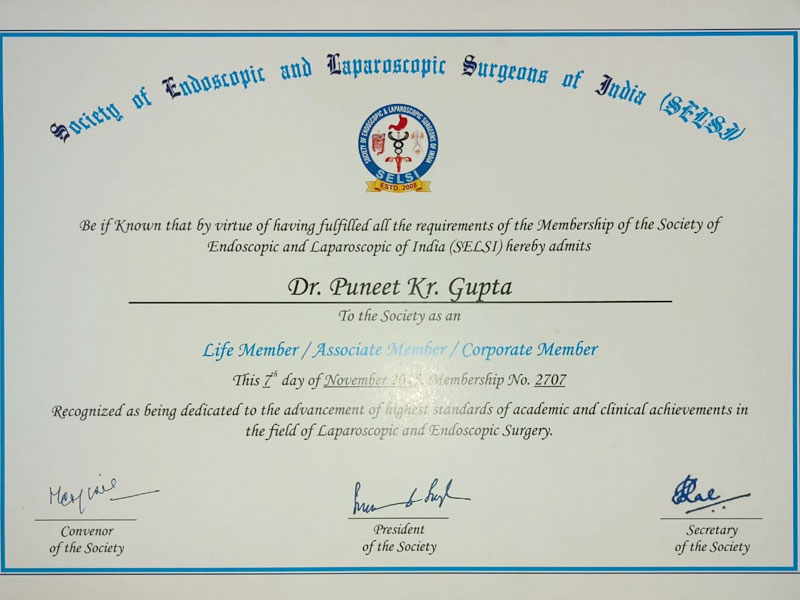 Society of Endoscopic and Laparoscopic Surgeons of India (SELSI)
SOCIETY OF ENDOSCOPIC & LAPAROSCOPIC SURGEONS OF INDIA
SELSI
ESTD. 2008
Be if Known that by virtue of having fulfilled all the requirements of the Membership of the Society of
Endoscopic and Laparoscopic of India (SELSI) hereby admits
Dr. Puneet Kr. Gupta
To the Society as an
Life Member / Associate Member / Corporate Member
This 7th day of November Membership No. 2707
Recognized as being dedicated to the advancement of highest standards of academic and clinical achievements in
the field of Laparoscopic and Endoscopic Surgery.
Convenor
of the Society
President
of the Society
Secretary
of the Society